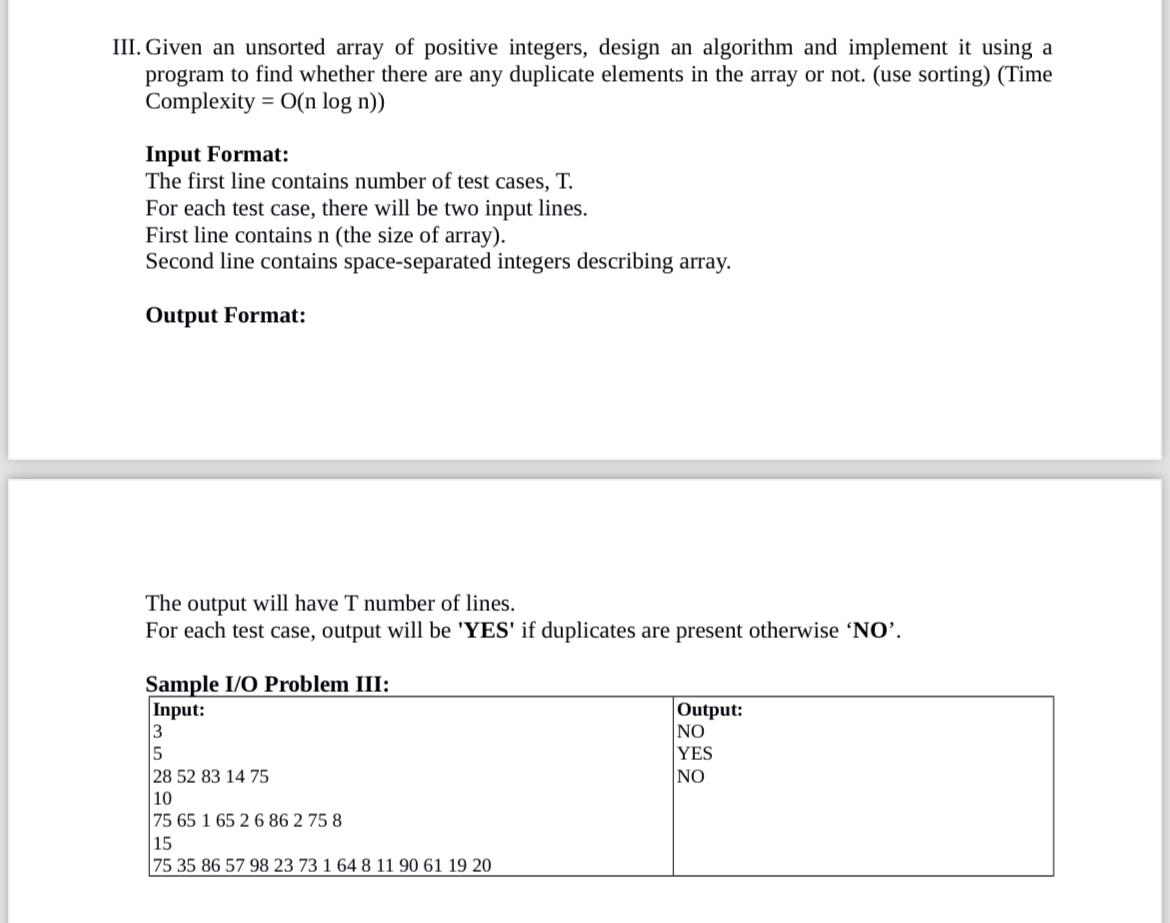 III. Given an unsorted array of positive integers, design an algorithm and implement it using a
program to find whether there are any duplicate elements in the array or not. (use sorting) (Time
Complexity = O(n log n))
Input Format:
The first line contains number of test cases, T.
For each test case, there will be two input lines.
First line contains n (the size of array).
Second line contains space-separated integers describing array.
Output Format:
The output will have T number of lines.
For each test case, output will be 'YES' if duplicates are present otherwise ‘NO’.
Sample I/O Problem III:
Input:
3
5
28 52 83 14 75
10
75 65 1 65 2 6 86 2 75 8
15
75 35 86 57 98 23 73 1 64 8 11 90 61 19 20
Output:
NO
YES
NO